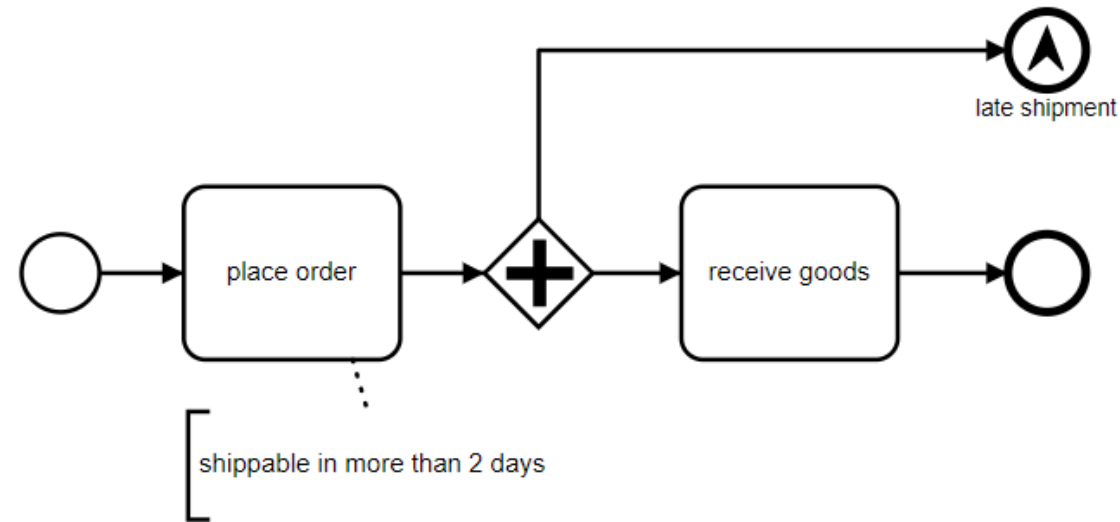 late shipment
place order
receive goods
shippable in more than 2 days